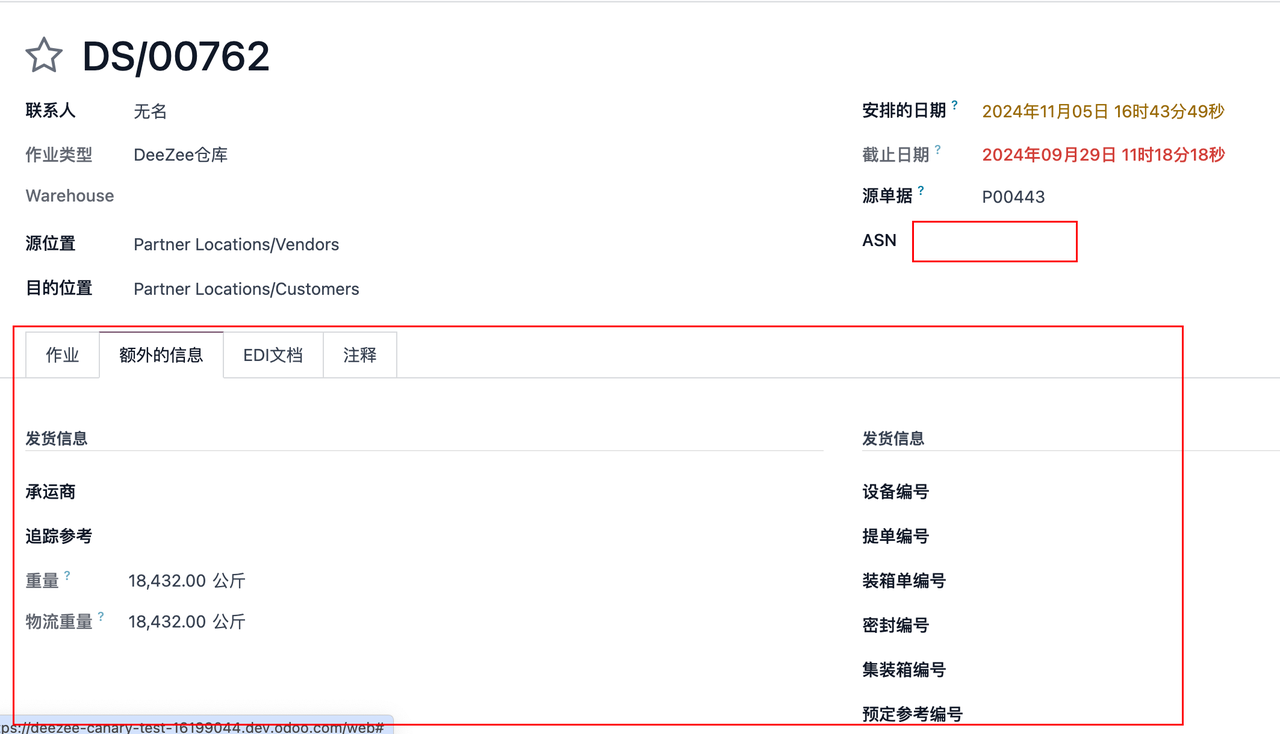 DS/00762
联系人 无名
作业类型 DeeZee仓库
Warehouse
源位置 Partner Locations/Vendors
目的位置 Partner Locations/Customers
安排的日期 ? 2024年11月05日 16时43分49秒
截止日期 ? 2024年09月29日 11时18分18秒
源单据 ? P00443
ASN
作业 额外的信息 EDI文档 注释
发货信息
承运商
追踪参考
重量 ? 18,432.00 公斤
物流重量 ? 18,432.00 公斤
发货信息
设备编号
提单编号
装箱单编号
密封编号
集装箱编号
预定参考编号
ps://deezee-canary-test-16199044.dev.odoo.com/web#